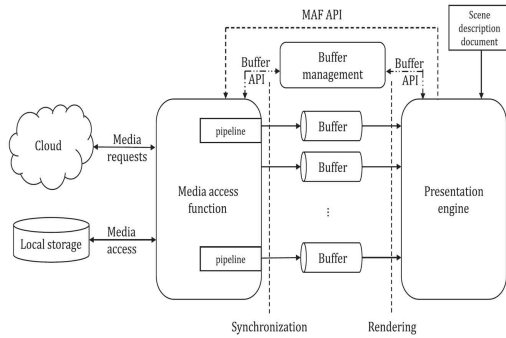 MAF API
Scene
description
document
Buffer
API
Buffer
management
Buffer
API
Cloud
Media
requests
pipeline
Buffer
Buffer
Media access
function
Presentation
engine
...
Local storage
Media
access
pipeline
Buffer
Synchronization
Rendering